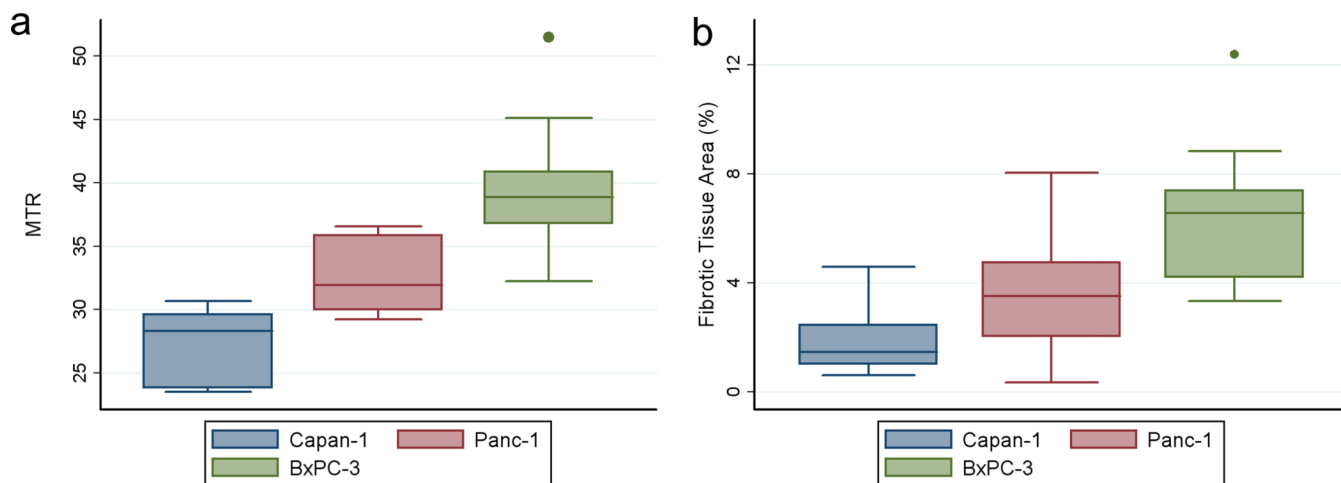 a
MTR
50
45
40
35
30
25
Capan-1 Panc-1
BxPC-3
b
Fibrotic Tissue Area (%)
12
8
4
0
Capan-1 Panc-1
BxPC-3